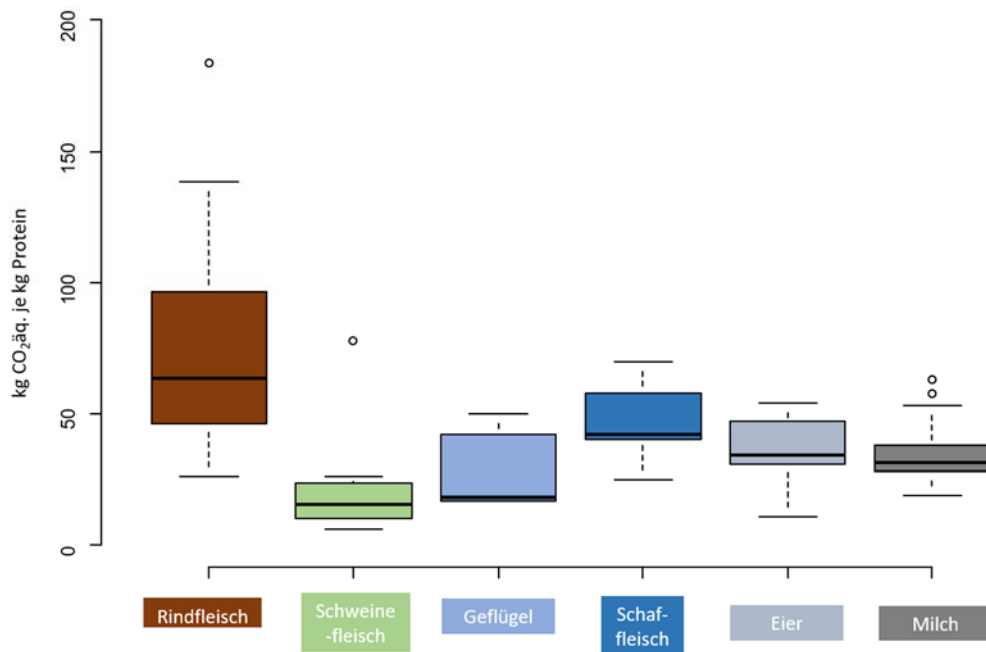 200
150
100
50
0
kg CO₂äq. je kg Protein
Rindfleisch
Schweine
-fleisch
Geflügel
Schaf-
fleisch
Eier
Milch